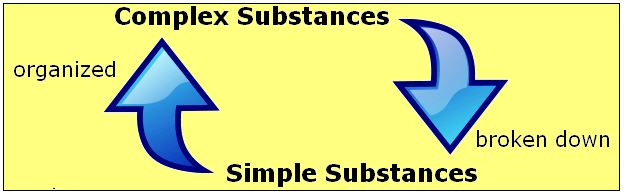 Complex Substances
organized
broken down
Simple Substances